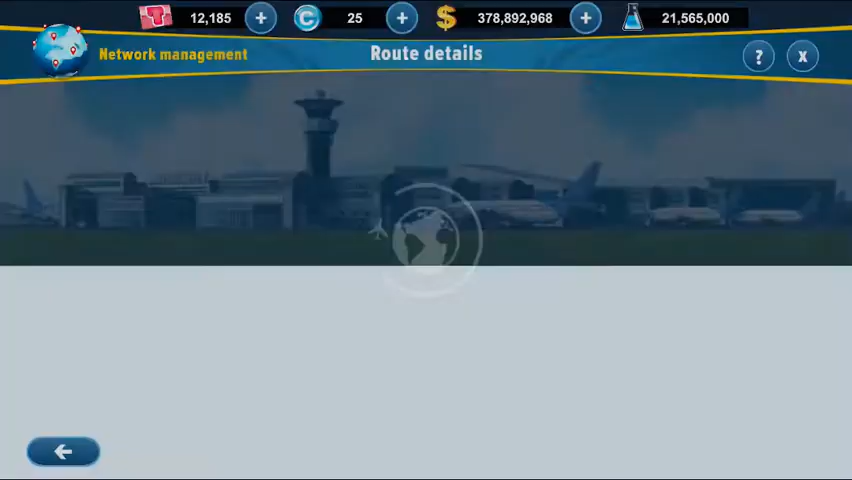 12,185 + C 25 + $ 378,892,968 + 21,565,000
Network management
Route details
? X